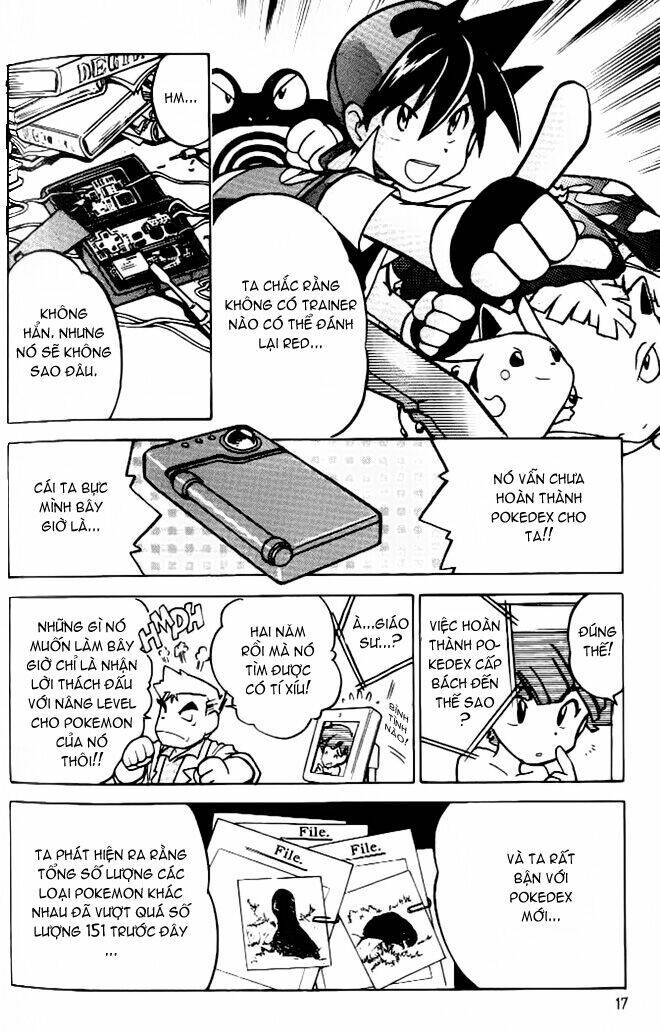 HM...
KHÔNG
HẲN. NHƯNG
NÓ SẼ KHÔNG
SAO ĐÂU.
TA CHẮC RẰNG
KHÔNG CÓ TRAINER
NÀO CÓ THỂ ĐÁNH
LẠI RED...
CÁI TA BỰC
MÌNH BÂY
GIỜ LÀ...
NÓ VẪN CHƯA
HOÀN THÀNH
POKEDEX CHO
TA!!
NHỮNG GÌ NÓ
MUỐN LÀM BÂY
GIỜ CHỈ LÀ NHẬN
LỜI THÁCH ĐẤU
VỚI NÂNG LEVEL
CHO POKEMON
CỦA NÓ
THÔI!!
HMDH
HAI NĂM
RỒI MÀ NÓ
TÌM ĐƯỢC
CÓ TÍ XÍU!
À...GIÁO
SƯ...?
BÌNH
TĨNH
NÀO!
VIỆC HOÀN
THÀNH PO-
KEDEX CẤP
BÁCH ĐẾN
THẾ SAO
?
ĐÚNG
THẾ!
TA PHÁT HIỆN RA RẰNG
TỔNG SỐ LƯỢNG CÁC
LOẠI POKEMON KHÁC
NHAU ĐÃ VƯỢT QUÁ SỐ
LƯỢNG 151 TRƯỚC ĐÂY
...
File.
File.
File.
VÀ TA RẤT
BẬN VỚI
POKEDEX
MỚI...
17